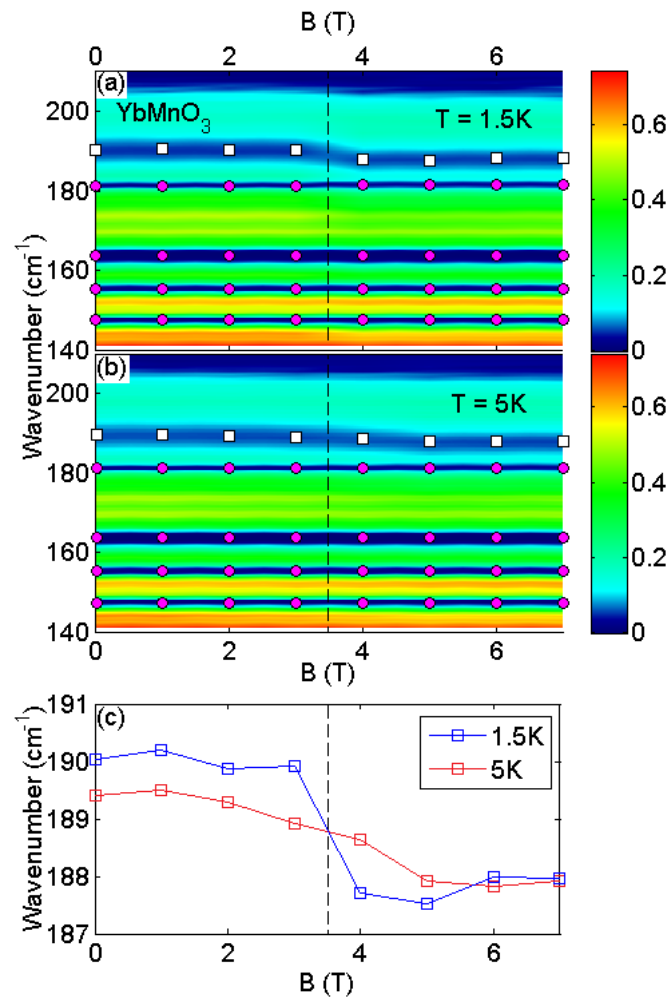 B (T)
0 2 4 6
(a)
YbMnO3
T = 1.5K
200
180
160
140
0.6
0.4
0.2
0
Wavenumber (cm-1)
(b)
T = 5K
200
180
160
140
0.6
0.4
0.2
0
0 2 4 6
B (T)
(c)
191
190
189
188
187
Wavenumber (cm-1)
1.5K
5K
0 2 4 6
B (T)